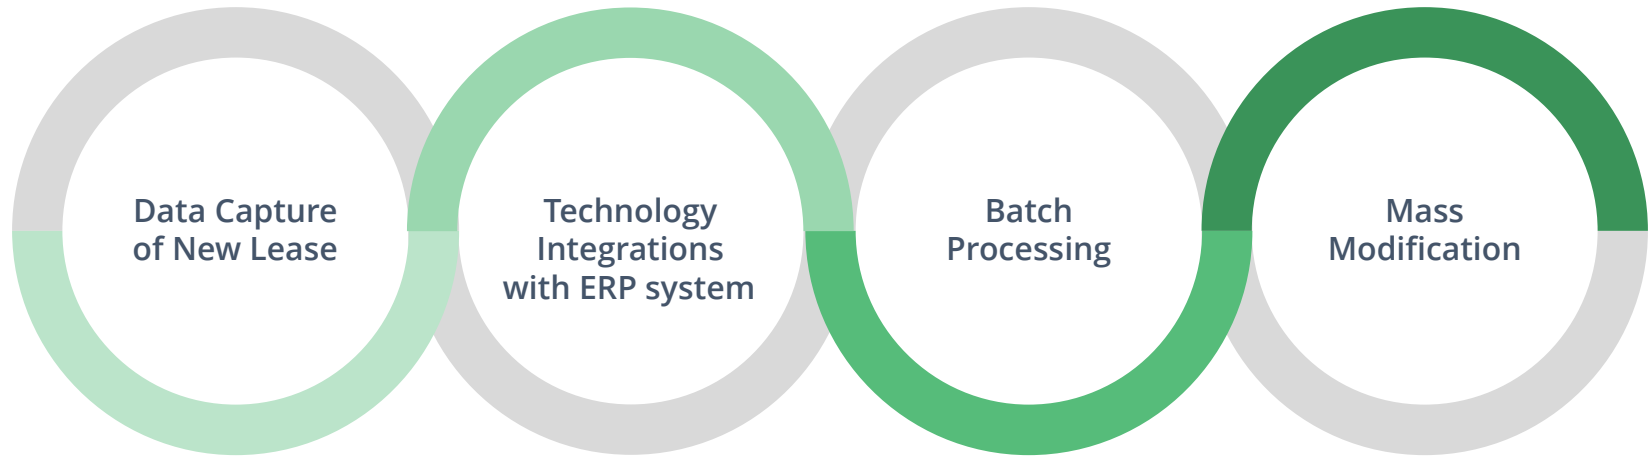 Data Capture
of New Lease
Technology
Integrations
with ERP system
Batch
Processing
Mass
Modification